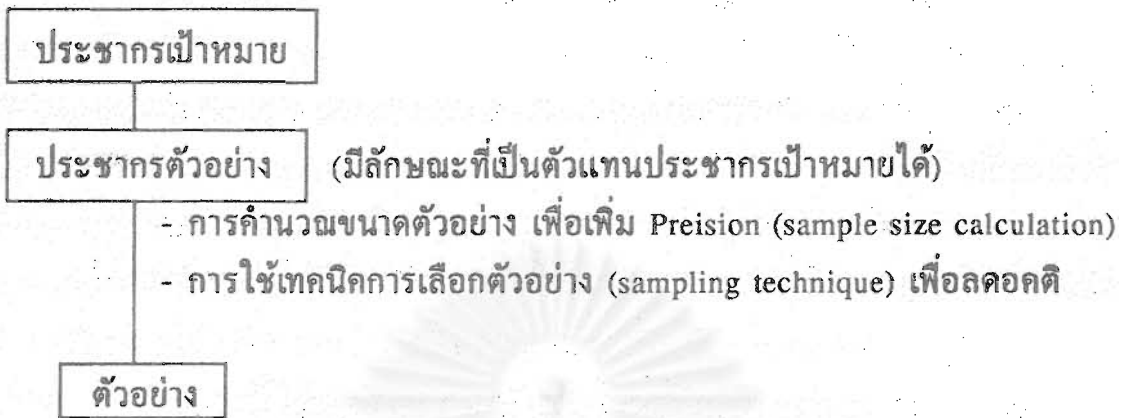 ประชากรเป้าหมาย
ประชากรตัวอย่าง (มีลักษณะที่เป็นตัวแทนประชากรเป้าหมายได้)
- การคำนวณขนาดตัวอย่าง เพื่อเพิ่ม Preision (sample size calculation)
- การใช้เทคนิคการเลือกตัวอย่าง (sampling technique) เพื่อลดอคติ
ตัวอย่าง